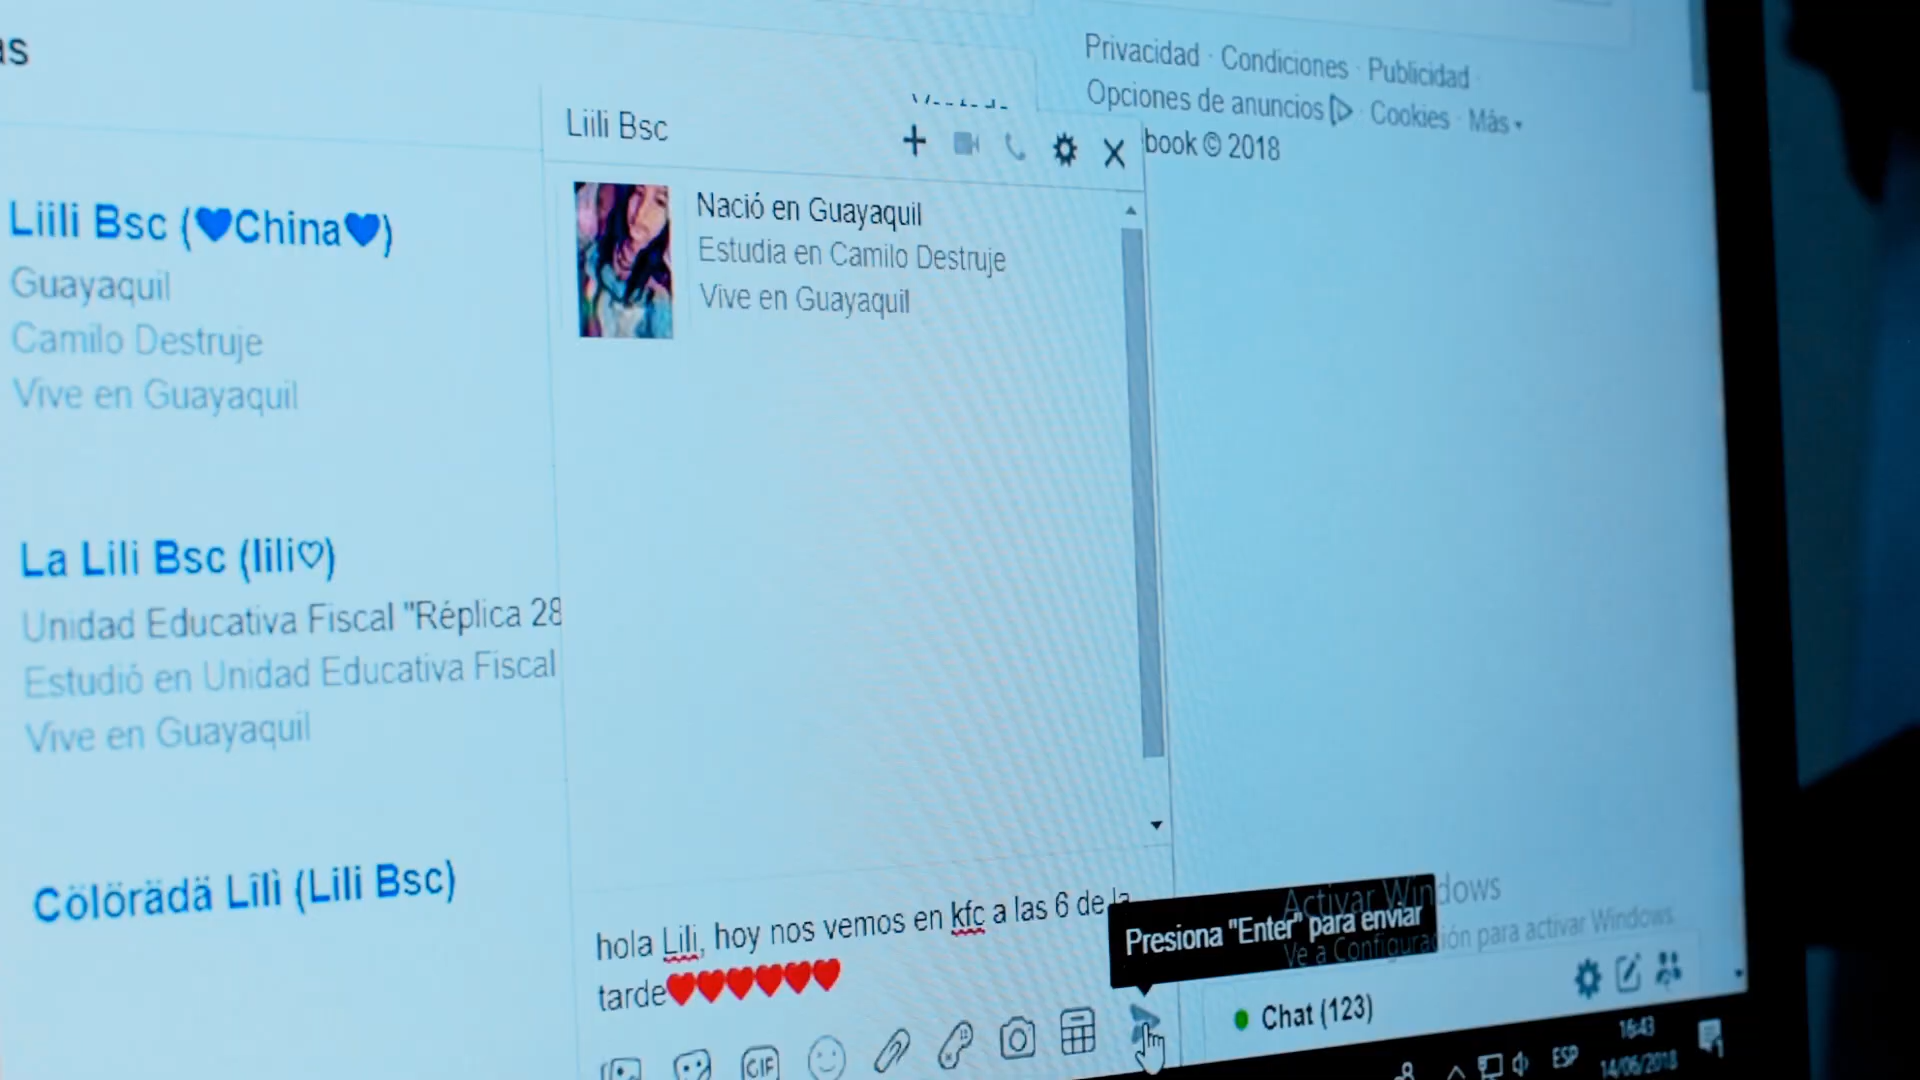 as
Liili Bsc (💙China💙)
Guayaquil
Camilo Destruje
Vive en Guayaquil
La Lili Bsc (lili♡)
Unidad Educativa Fiscal "Réplica 28
Estudió en Unidad Educativa Fiscal
Vive en Guayaquil
Cölörädä Lîlì (Lili Bsc)
Liili Bsc
Nació en Guayaquil
Estudia en Camilo Destruje
Vive en Guayaquil
hola Lili, hoy nos vemos en kfc a las 6 de la
tarde❤❤❤❤❤❤
GIF
Presiona "Enter" para enviar
Privacidad · Condiciones · Publicidad ·
Opciones de anuncios · Cookies · Más
book © 2018
Activar Windows
Ve a Configuración para activar Windows
Chat (123)
ESP
16:43
14/06/2018